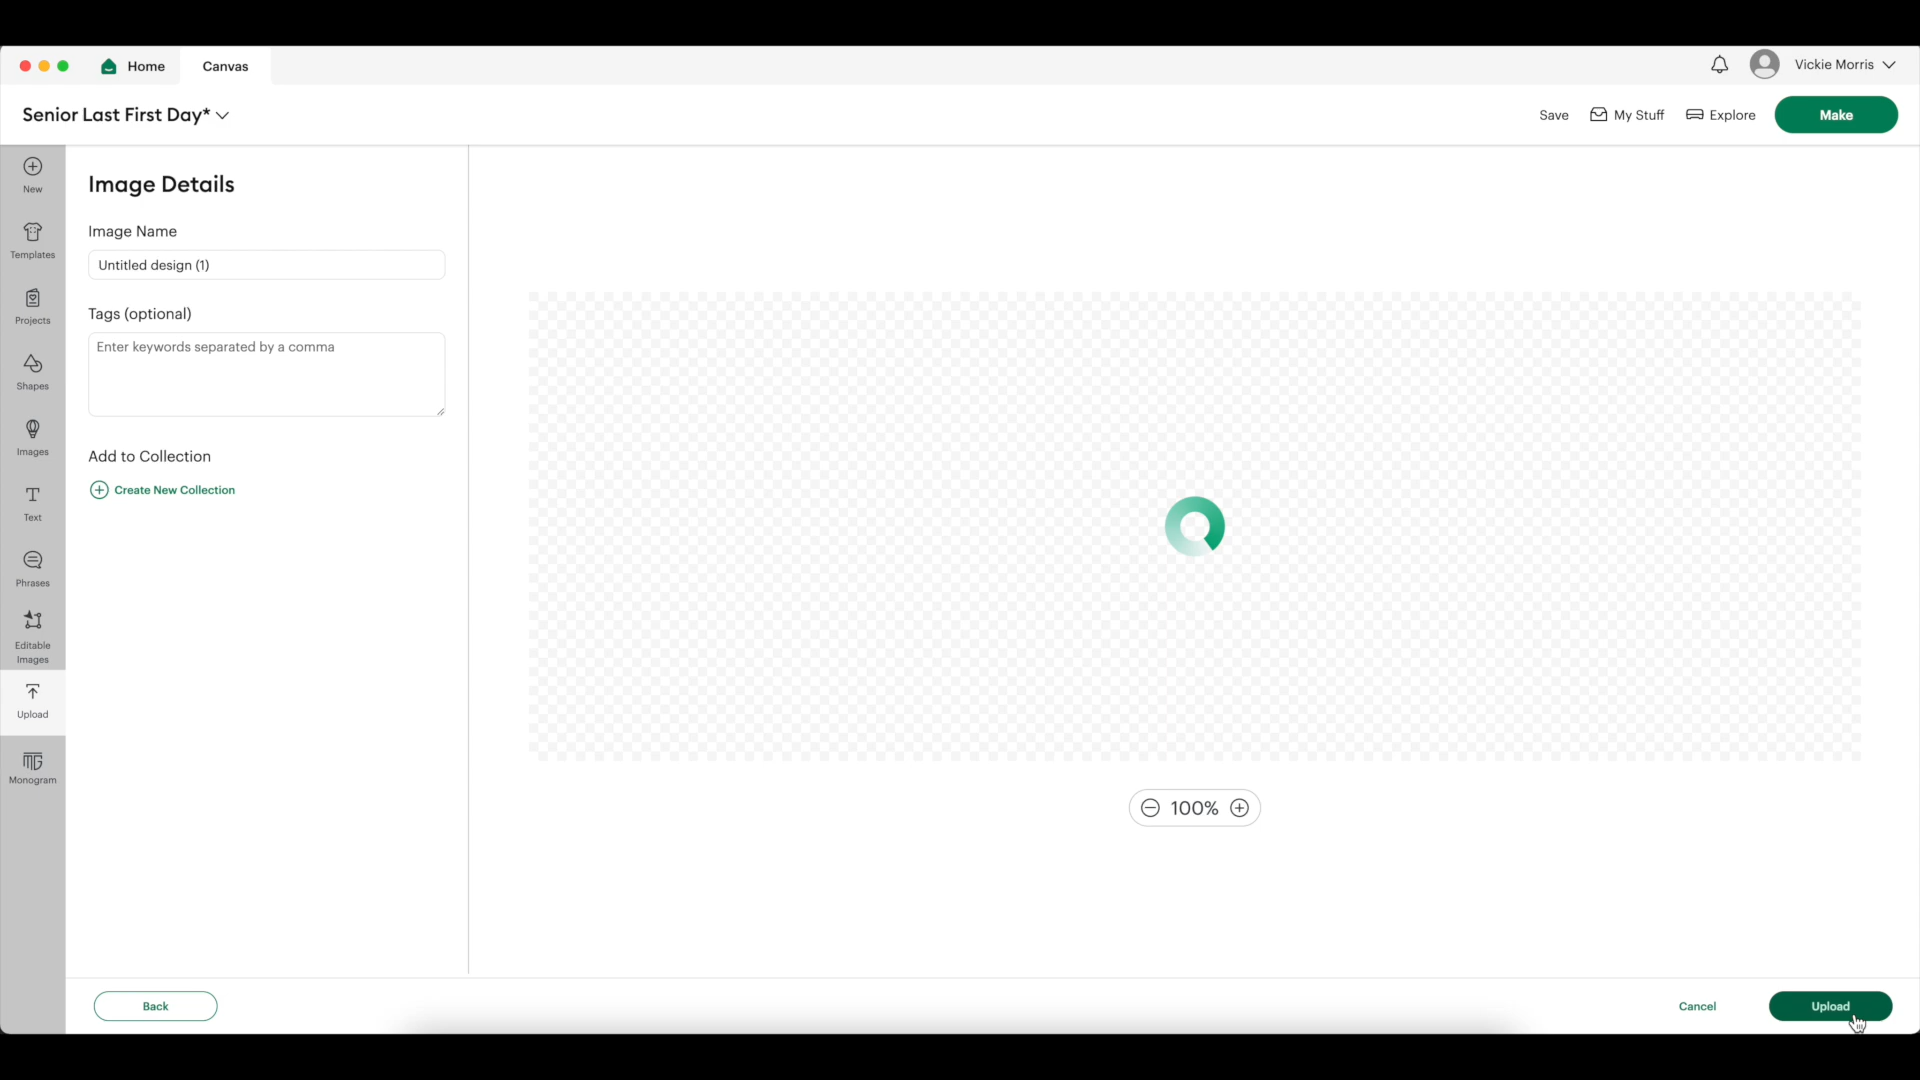 Home
Canvas
Vickie Morris
Senior Last First Day*
Save
My Stuff
Explore
Make
New
Templates
Projects
Shapes
Images
Text
Phrases
Editable
Images
Upload
Monogram
Image Details
Image Name
Untitled design (1)
Tags (optional)
Enter keywords separated by a comma
Add to Collection
Create New Collection
100%
Back
Cancel
Upload